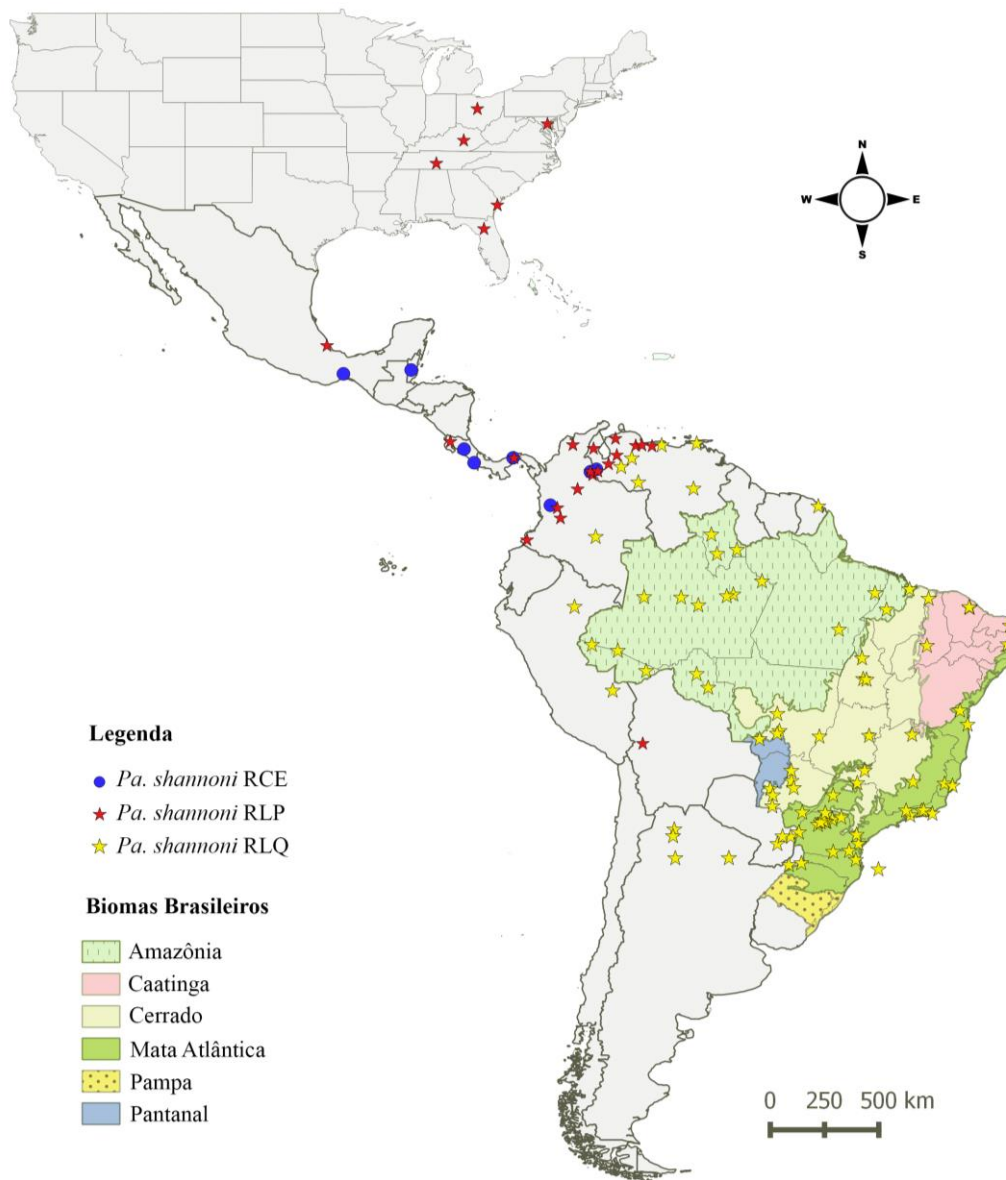 N
W E
S
Legenda
Pa. shannoni RCE
Pa. shannoni RLP
Pa. shannoni RLQ
Biomas Brasileiros
Amazônia
Caatinga
Cerrado
Mata Atlântica
Pampa
Pantanal
0 250 500 km